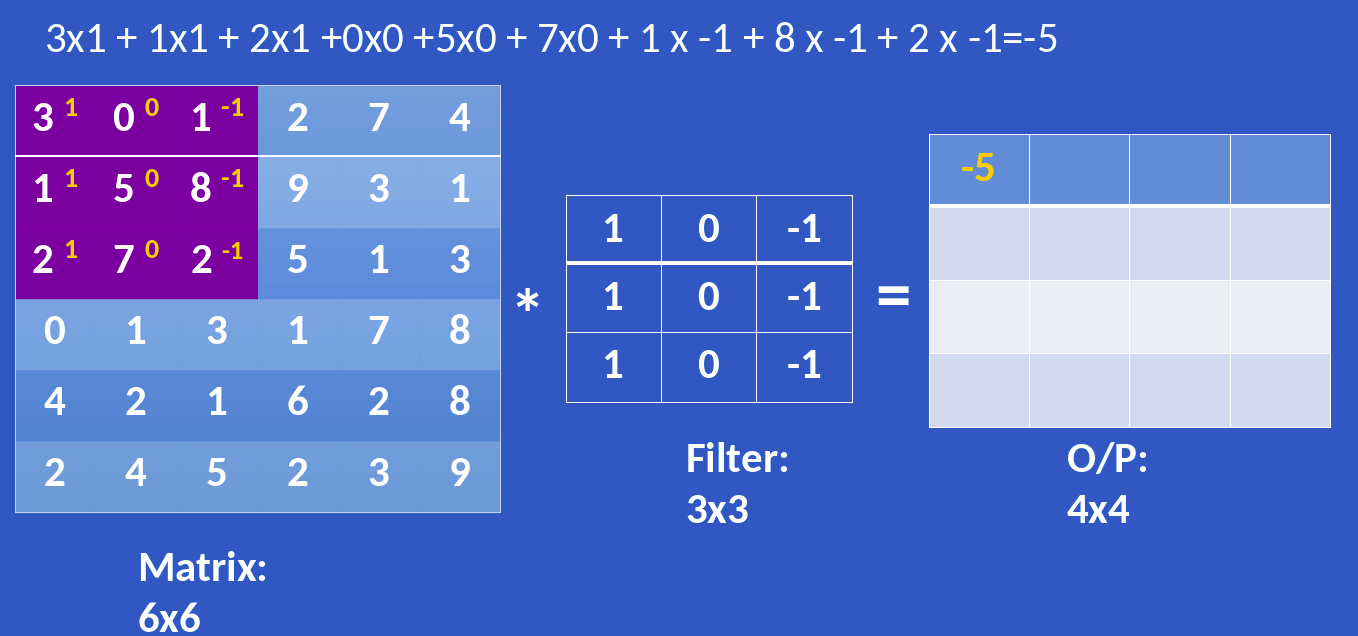 3x1 + 1x1 + 2x1 +0x0 +5x0 + 7x0 + 1 x -1 + 8 x -1 + 2 x -1=-5
3 1 0 0 1 -1 2 7 4
1 1 5 0 8 -1 9 3 1
2 1 7 0 2 -1 5 1 3
0 1 3 1 7 8
4 2 1 6 2 8
2 4 5 2 3 9
Matrix:
6x6
*
1 0 -1
1 0 -1
1 0 -1
Filter:
3x3
=
-5
O/P:
4x4